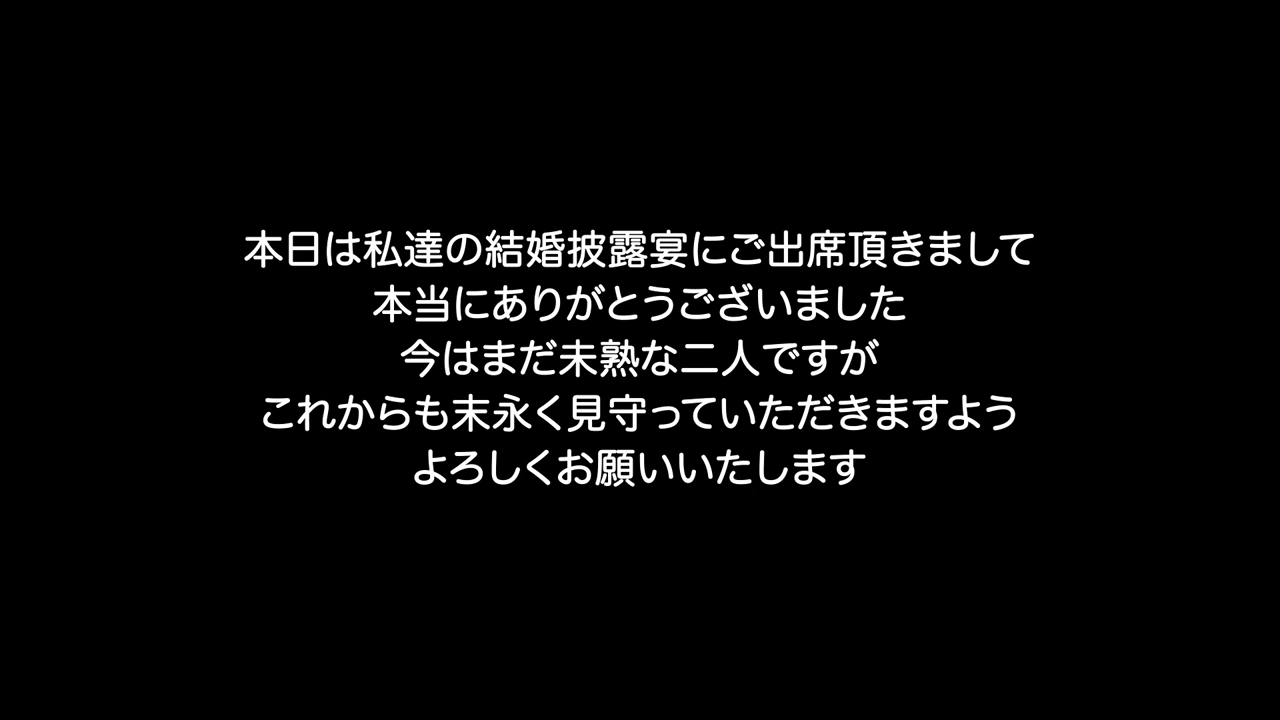 本日は私達の結婚披露宴にご出席頂きまして
本当にありがとうございました
今はまだ未熟な二人ですが
これからも末永く見守っていただきますよう
よろしくお願いいたします